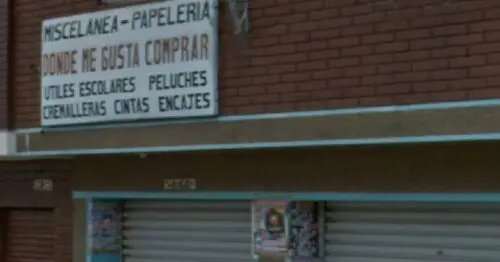 MISCELANEA - PAPELERIA
DONDE ME GUSTA COMPRAR
UTILES ESCOLARES PELUCHES
CREMALLERAS CINTAS ENCAJES